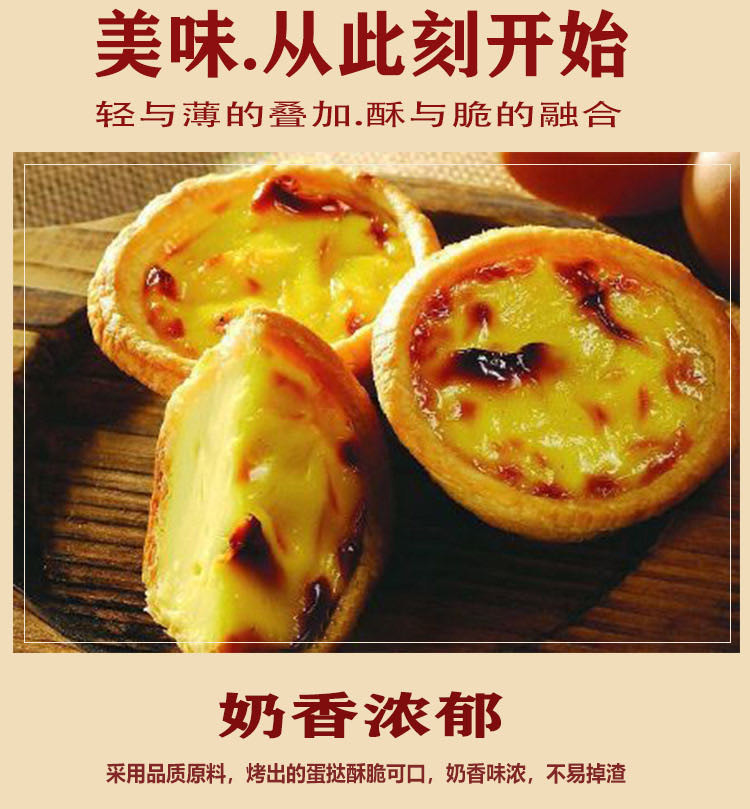 美味.从此刻开始
轻与薄的叠加.酥与脆的融合
奶香浓郁
采用品质原料，烤出的蛋挞酥脆可口，奶香味浓，不易掉渣